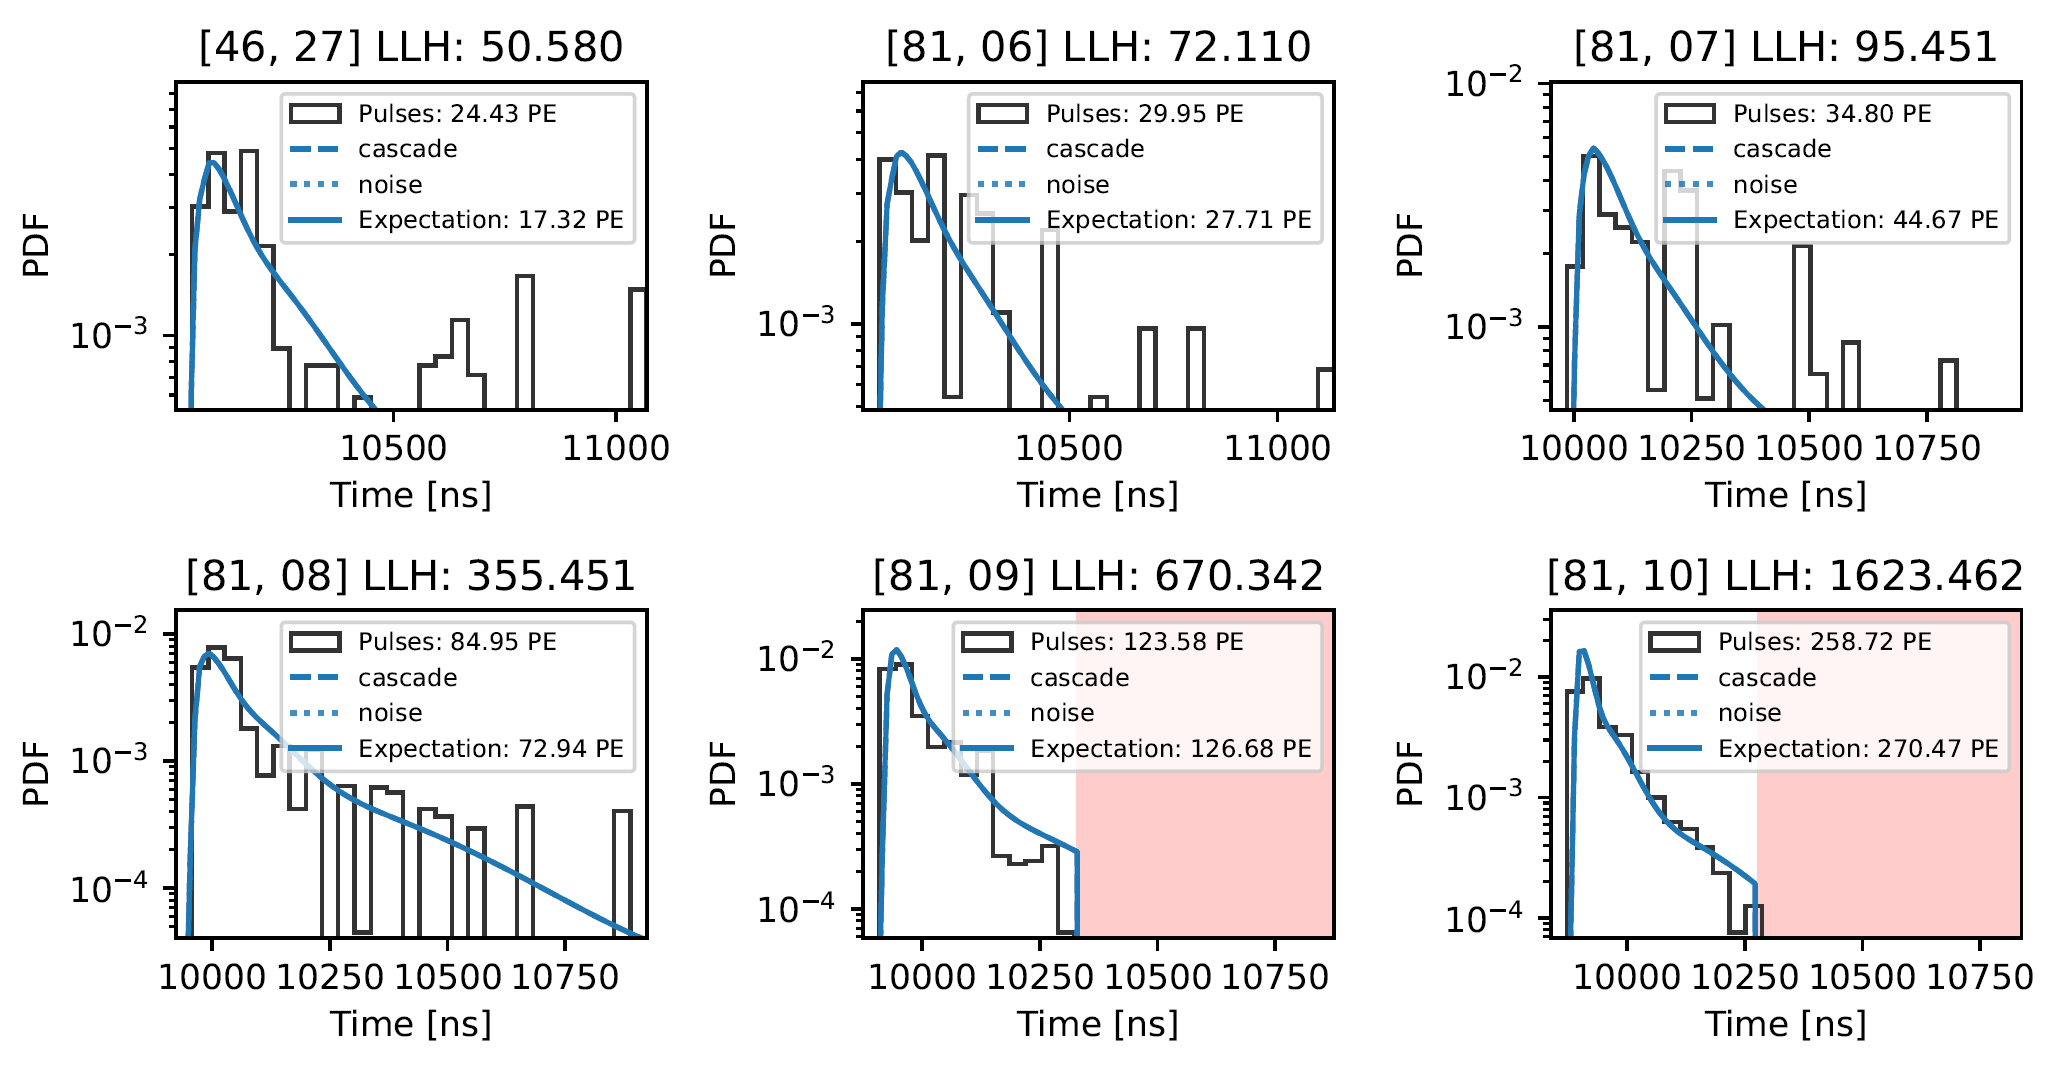 [46, 27] LLH: 50.580
Pulses: 24.43 PE
cascade
noise
Expectation: 17.32 PE
PDF
10⁻³
10500 11000
Time [ns]
[81, 06] LLH: 72.110
Pulses: 29.95 PE
cascade
noise
Expectation: 27.71 PE
PDF
10⁻³
10500 11000
Time [ns]
[81, 07] LLH: 95.451
Pulses: 34.80 PE
cascade
noise
Expectation: 44.67 PE
PDF
10⁻²
10⁻³
10000 10250 10500 10750
Time [ns]
[81, 08] LLH: 355.451
Pulses: 84.95 PE
cascade
noise
Expectation: 72.94 PE
PDF
10⁻²
10⁻³
10⁻⁴
10000 10250 10500 10750
Time [ns]
[81, 09] LLH: 670.342
Pulses: 123.58 PE
cascade
noise
Expectation: 126.68 PE
PDF
10⁻²
10⁻³
10⁻⁴
10000 10250 10500 10750
Time [ns]
[81, 10] LLH: 1623.462
Pulses: 258.72 PE
cascade
noise
Expectation: 270.47 PE
PDF
10⁻²
10⁻³
10⁻⁴
10000 10250 10500 10750
Time [ns]